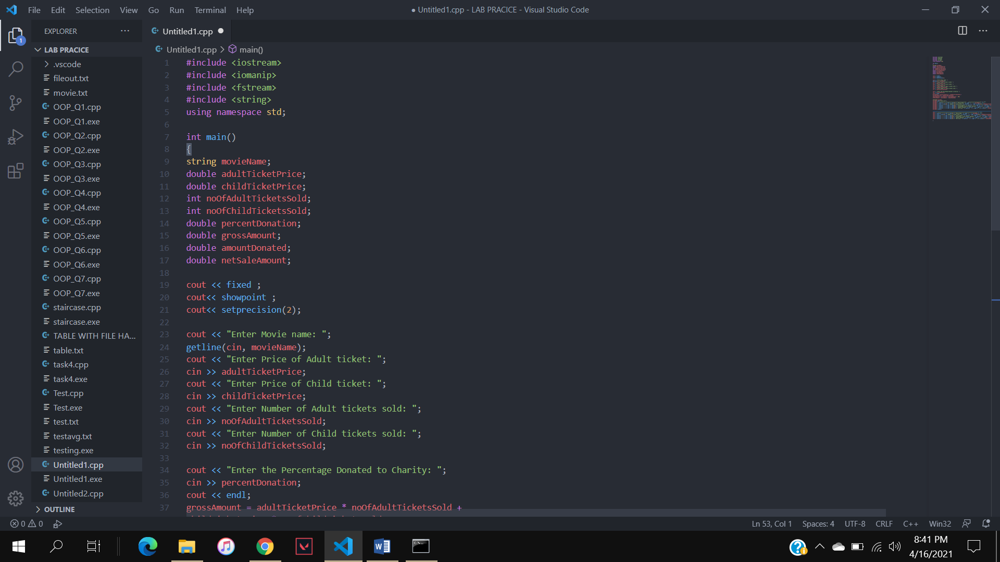 File Edit Selection View Go Run Terminal Help
● Untitled1.cpp - LAB PRACICE - Visual Studio Code
EXPLORER
LAB PRACICE
.vscode
fileout.txt
movie.txt
OOP_Q1.cpp
OOP_Q1.exe
OOP_Q2.cpp
OOP_Q2.exe
OOP_Q3.cpp
OOP_Q3.exe
OOP_Q4.cpp
OOP_Q4.exe
OOP_Q5.cpp
OOP_Q5.exe
OOP_Q6.cpp
OOP_Q6.exe
OOP_Q7.cpp
OOP_Q7.exe
staircase.cpp
staircase.exe
TABLE WITH FILE HA...
table.txt
task4.cpp
task4.exe
Test.cpp
Test.exe
test.txt
testavg.txt
testing.exe
Untitled1.cpp
Untitled1.exe
Untitled2.cpp
OUTLINE
1
Untitled1.cpp
Untitled1.cpp > main()
1 #include <iostream>
2 #include <iomanip>
3 #include <fstream>
4 #include <string>
5 using namespace std;
6
7 int main()
8 {
9 string movieName;
10 double adultTicketPrice;
11 double childTicketPrice;
12 int noOfAdultTicketsSold;
13 int noOfChildTicketsSold;
14 double percentDonation;
15 double grossAmount;
16 double amountDonated;
17 double netSaleAmount;
18
19 cout << fixed ;
20 cout<< showpoint ;
21 cout<< setprecision(2);
22
23 cout << "Enter Movie name: ";
24 getline(cin, movieName);
25 cout << "Enter Price of Adult ticket: ";
26 cin >> adultTicketPrice;
27 cout << "Enter Price of Child ticket: ";
28 cin >> childTicketPrice;
29 cout << "Enter Number of Adult tickets sold: ";
30 cin >> noOfAdultTicketsSold;
31 cout << "Enter Number of Child tickets sold: ";
32 cin >> noOfChildTicketsSold;
33
34 cout << "Enter the Percentage Donated to Charity: ";
35 cin >> percentDonation;
36 cout << endl;
37 grossAmount = adultTicketPrice * noOfAdultTicketsSold +
0 0
Ln 53, Col 1 Spaces: 4 UTF-8 CRLF C++ Win32
8:41 PM
4/16/2021